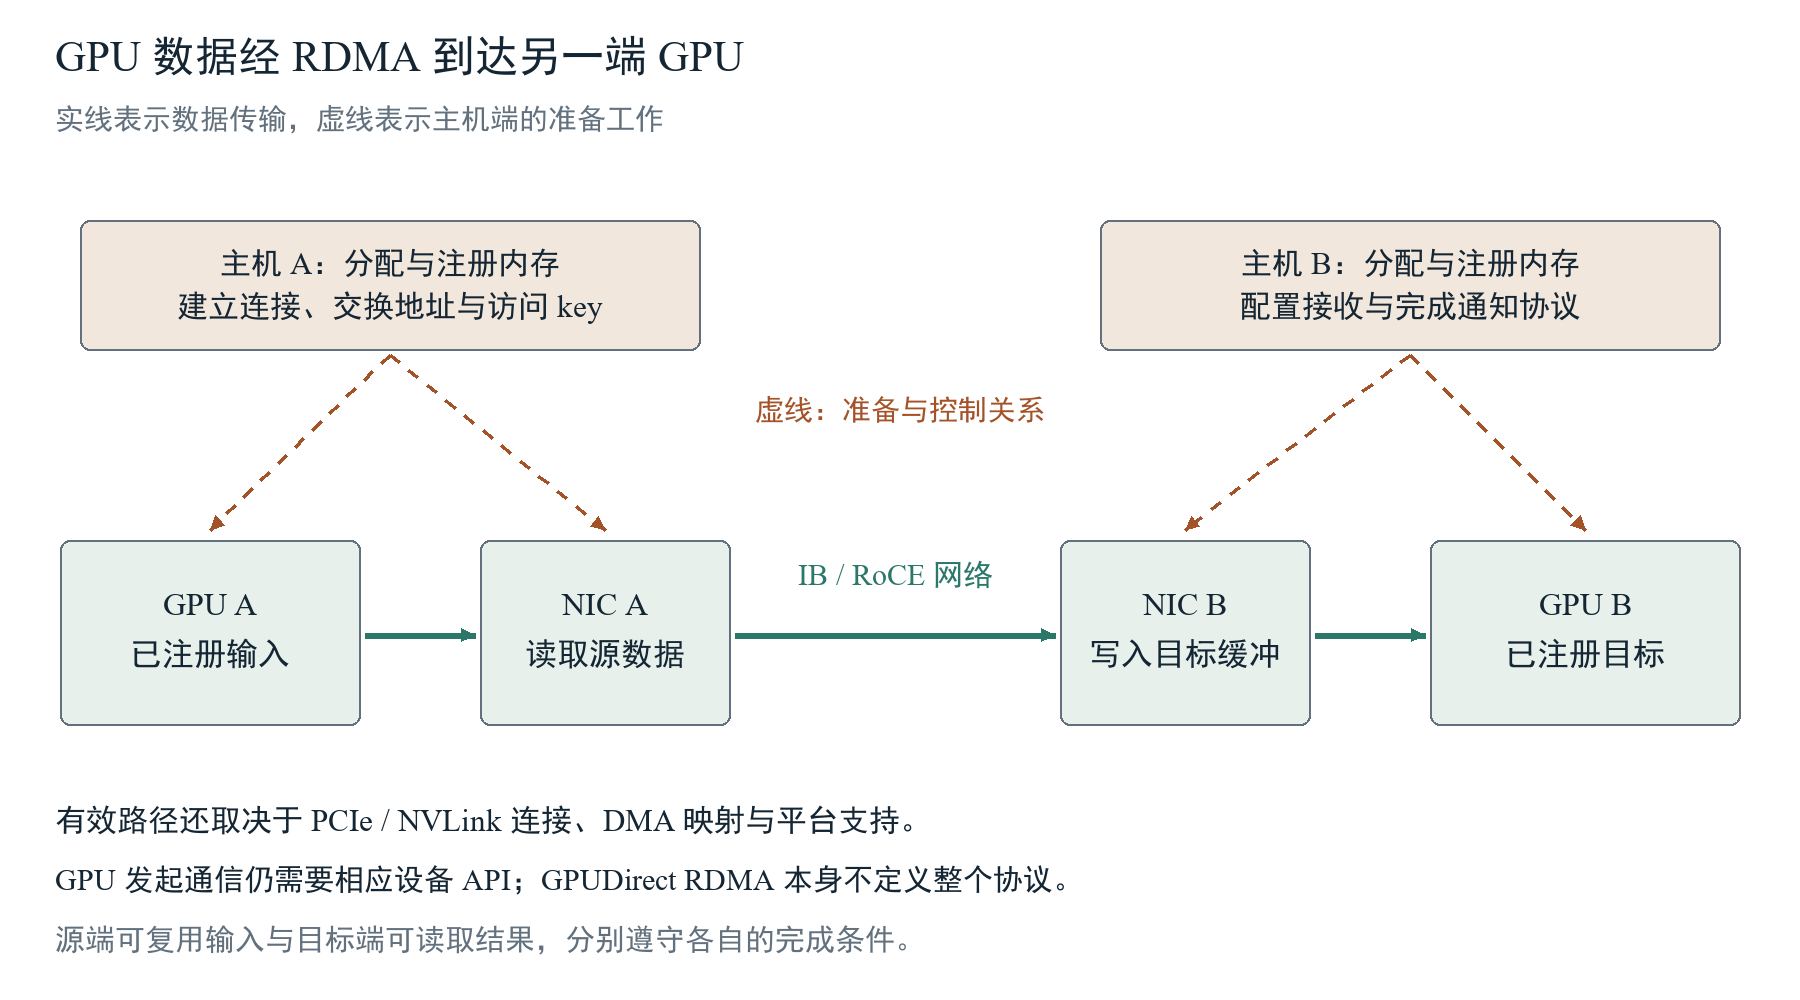 GPU 数据经 RDMA 到达另一端 GPU
实线表示数据传输，虚线表示主机端的准备工作
主机 A：分配与注册内存
建立连接、交换地址与访问 key
主机 B：分配与注册内存
配置接收与完成通知协议
虚线：准备与控制关系
IB / RoCE 网络
GPU A
已注册输入
NIC A
读取源数据
NIC B
写入目标缓冲
GPU B
已注册目标
有效路径还取决于 PCIe / NVLink 连接、DMA 映射与平台支持。
GPU 发起通信仍需要相应设备 API；GPUDirect RDMA 本身不定义整个协议。
源端可复用输入与目标端可读取结果，分别遵守各自的完成条件。